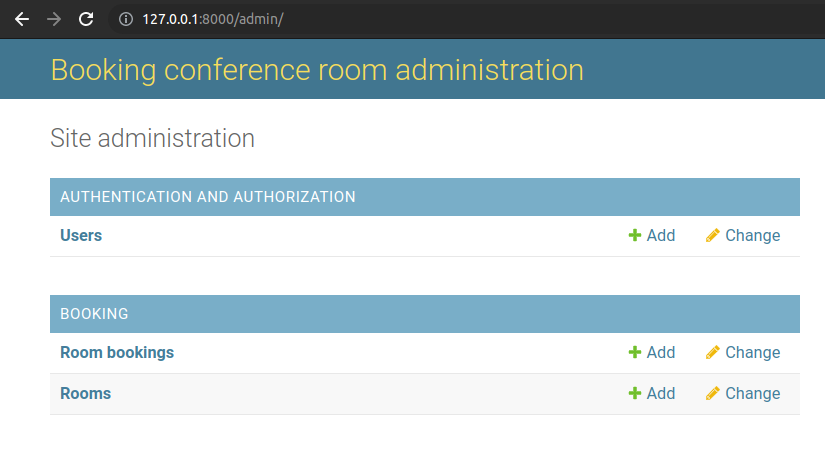 127.0.0.1:8000/admin/
Booking conference room administration
Site administration
AUTHENTICATION AND AUTHORIZATION
Users Add Change
BOOKING
Room bookings Add Change
Rooms Add Change